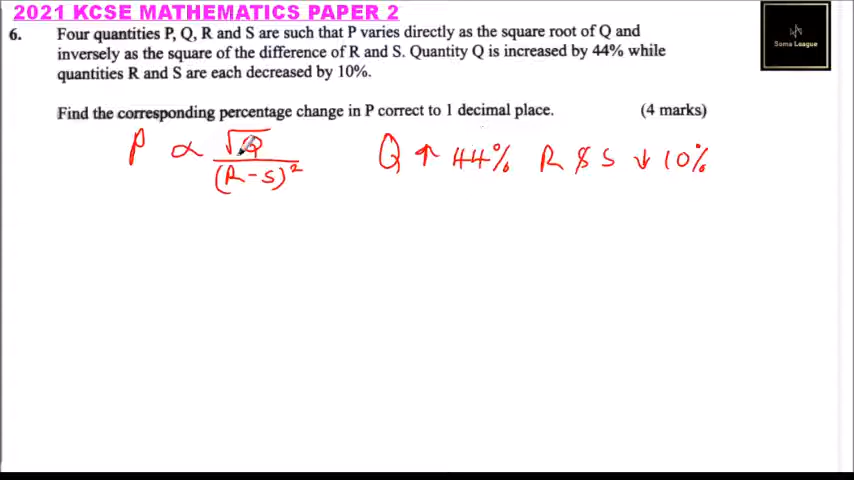 2021 KCSE MATHEMATICS PAPER 2
6. Four quantities P, Q, R and S are such that P varies directly as the square root of Q and
inversely as the square of the difference of R and S. Quantity Q is increased by 44% while
quantities R and S are each decreased by 10%.
Soma League
Find the corresponding percentage change in P correct to 1 decimal place. (4 marks)
P ∝ √Q / (R - S)² Q ↑ 44% R & S ↓ 10%